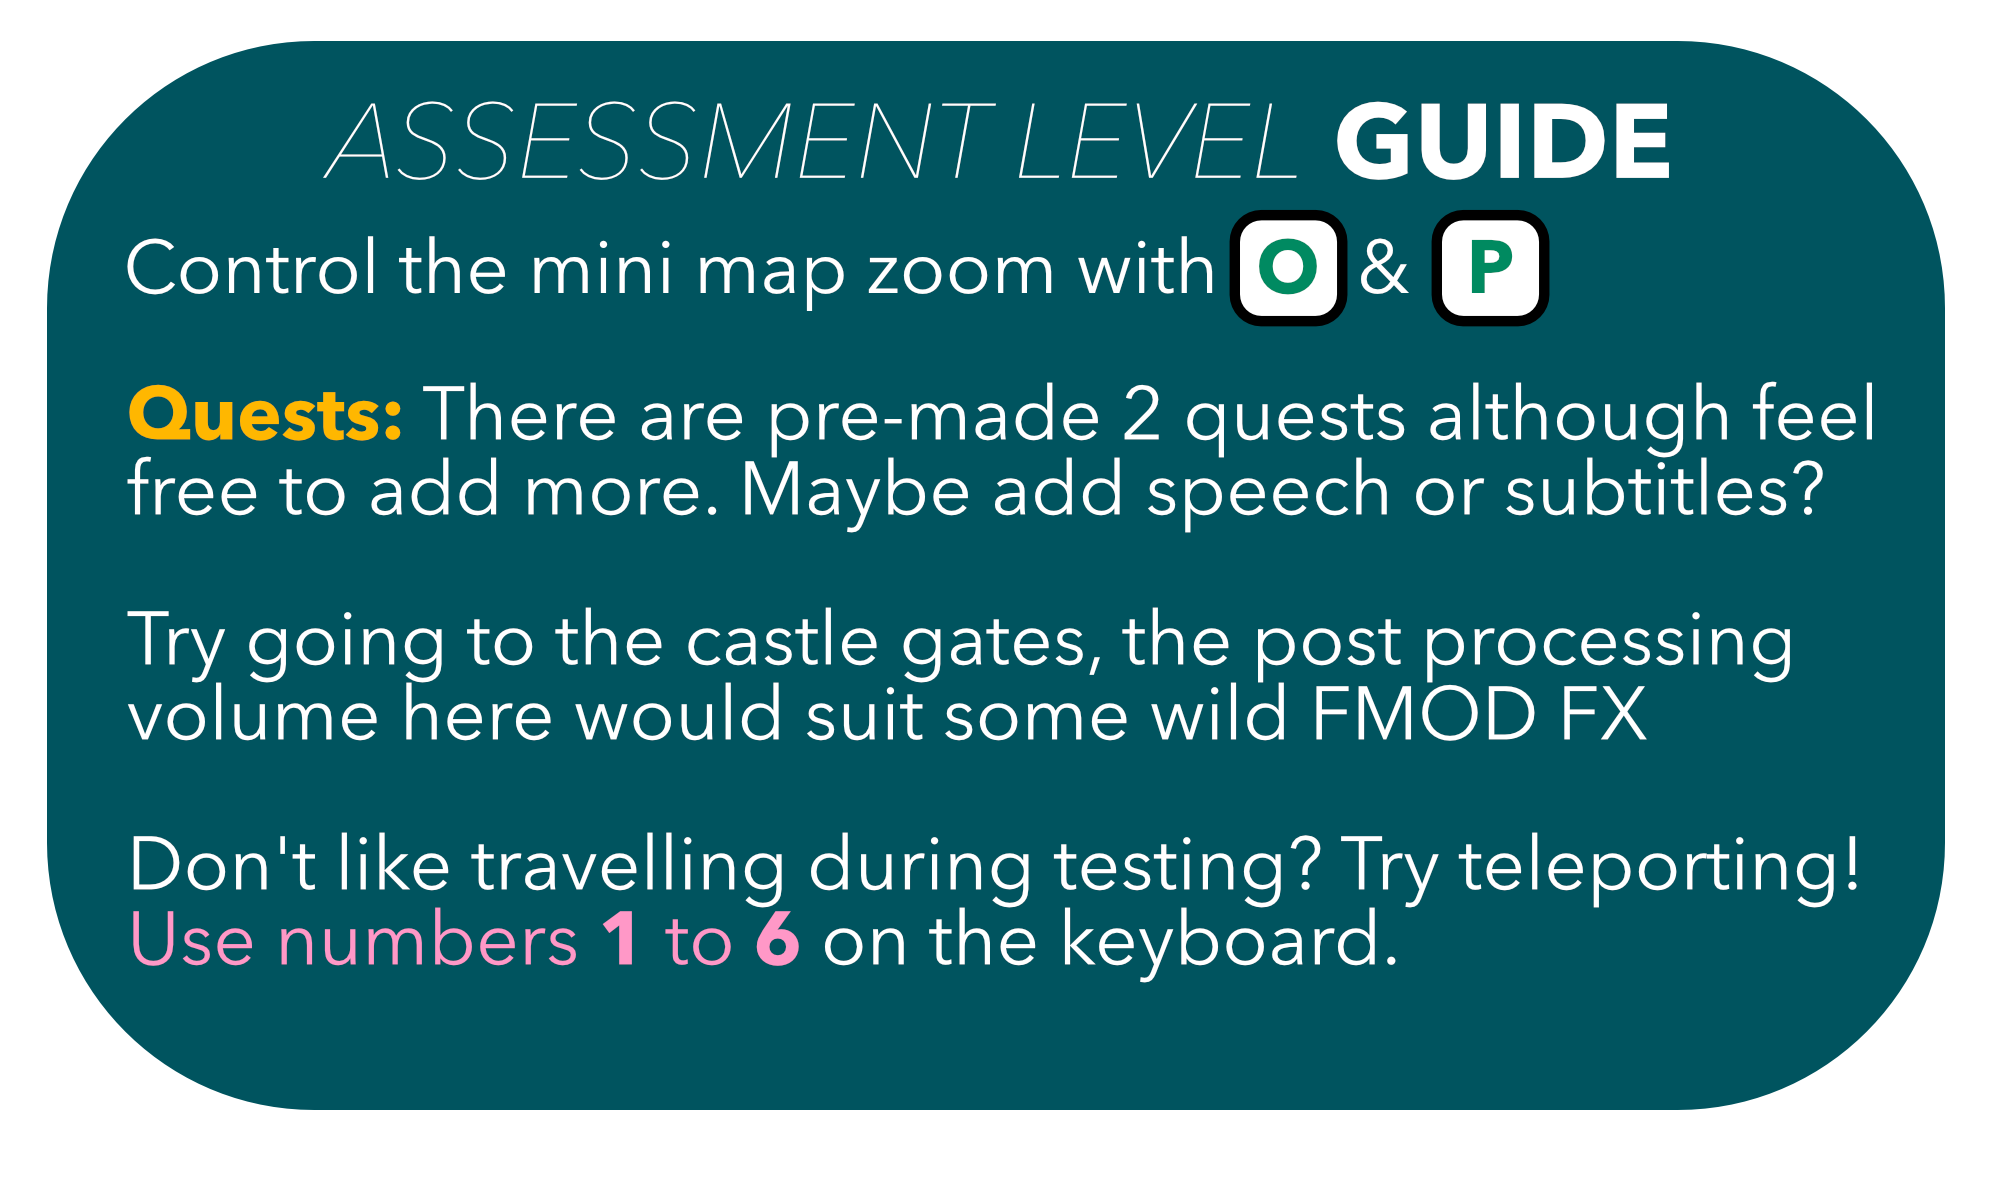 ASSESSMENT LEVEL GUIDE
Control the mini map zoom with O & P
Quests: There are pre-made 2 quests although feel
free to add more. Maybe add speech or subtitles?
Try going to the castle gates, the post processing
volume here would suit some wild FMOD FX
Don't like travelling during testing? Try teleporting!
Use numbers 1 to 6 on the keyboard.